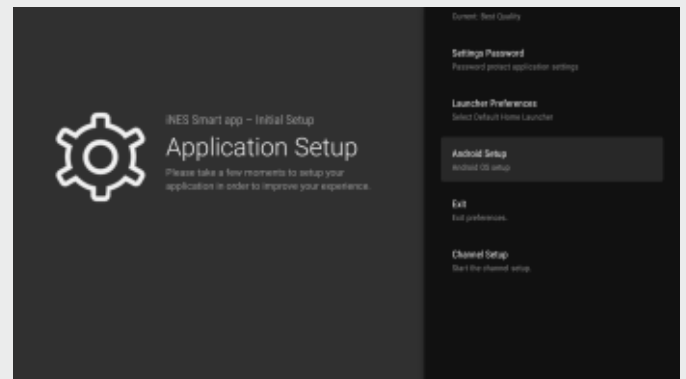 iNES Smart app – Initial Setup
Application Setup
Please take a few moments to setup your
application in order to improve your experience.
Current: Best Quality
Settings Password
Password protect application settings
Launcher Preferences
Select Default Home Launcher
Android Setup
Android OS setup
Exit
Exit preferences.
Channel Setup
Start the channel setup.